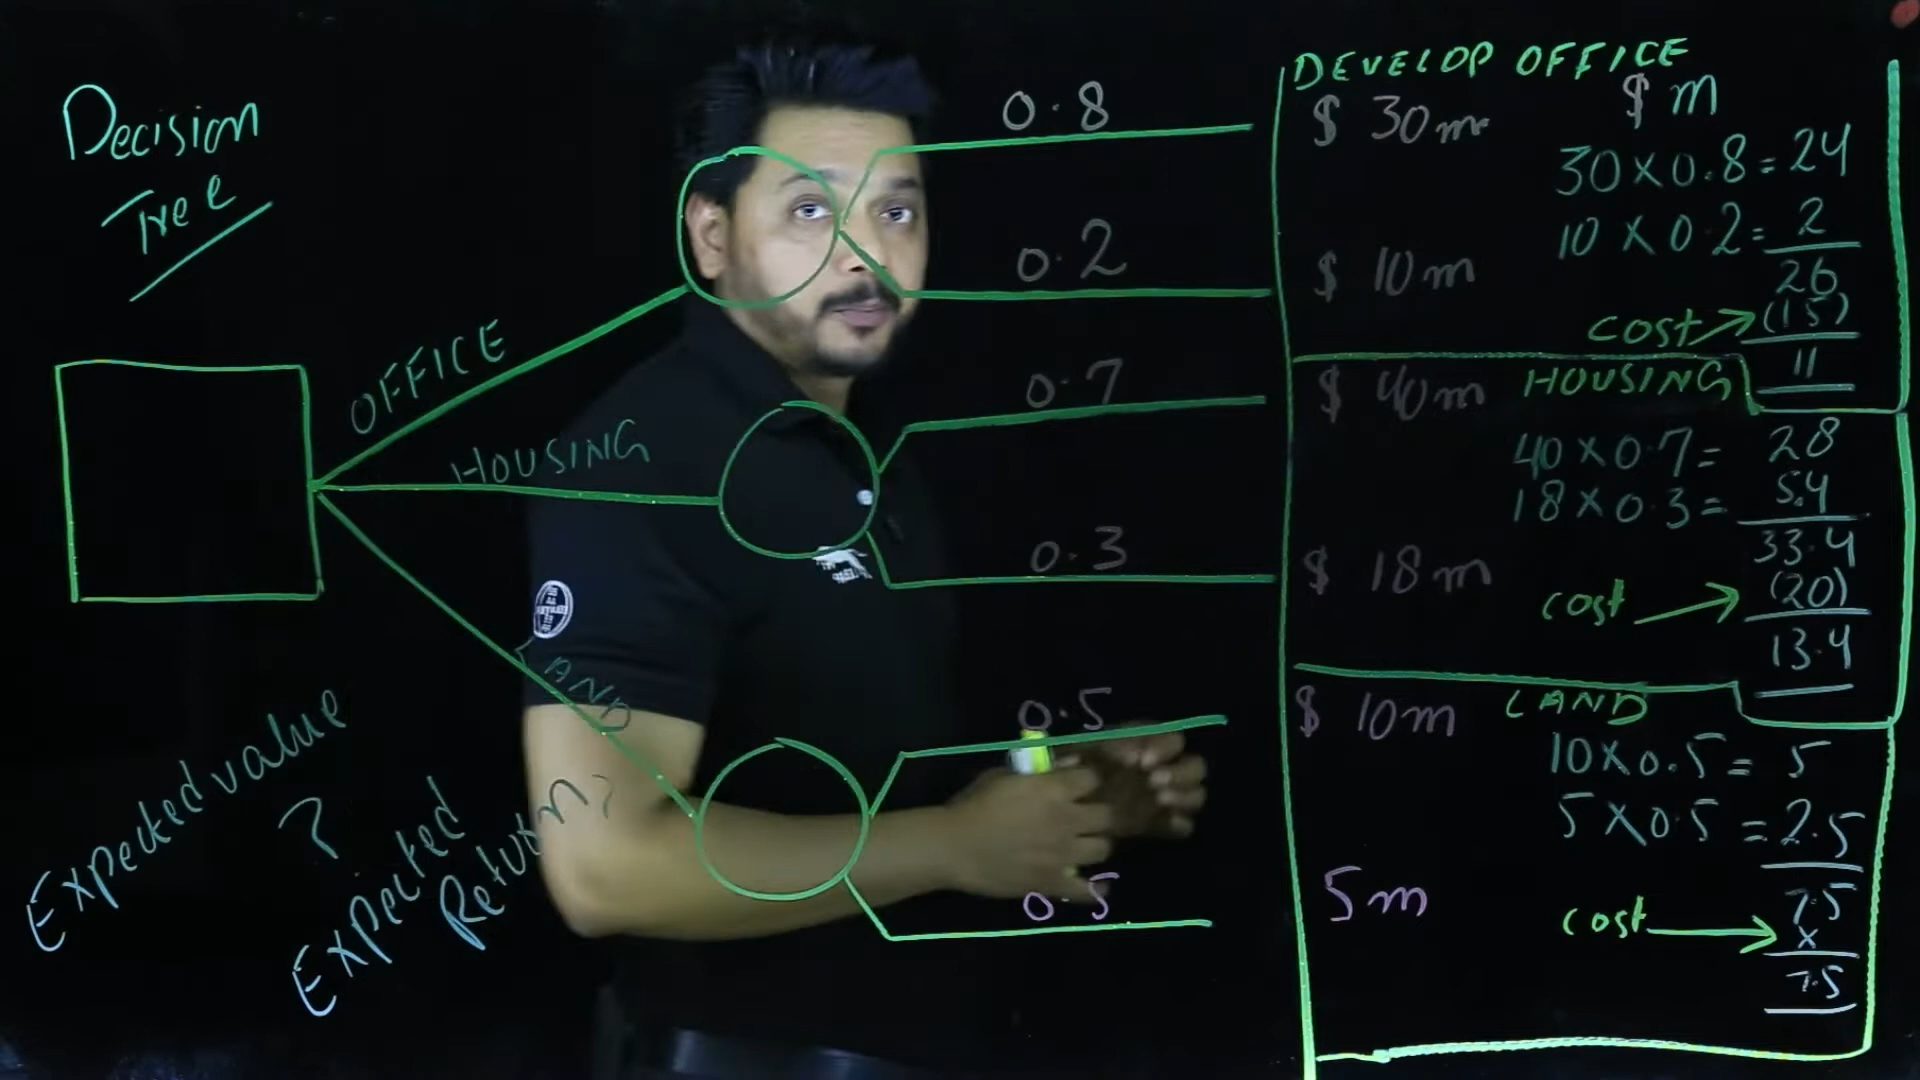 Decision
Tree
OFFICE
HOUSING
LAND
Expected value
?
Expected
Return?
0.8
0.2
0.7
0.3
0.5
0.5
DEVELOP OFFICE
$ 30m
$ m
30 X 0.8 = 24
10 X 0.2 = 2
$ 10m
26
cost → (15)
11
$ 40m HOUSING
40 X 0.7 = 28
18 X 0.3 = 5.4
33.4
$ 18m
cost → (20)
13.4
$ 10m LAND
10 X 0.5 = 5
5 X 0.5 = 2.5
5m
7.5
cost → X
7.5